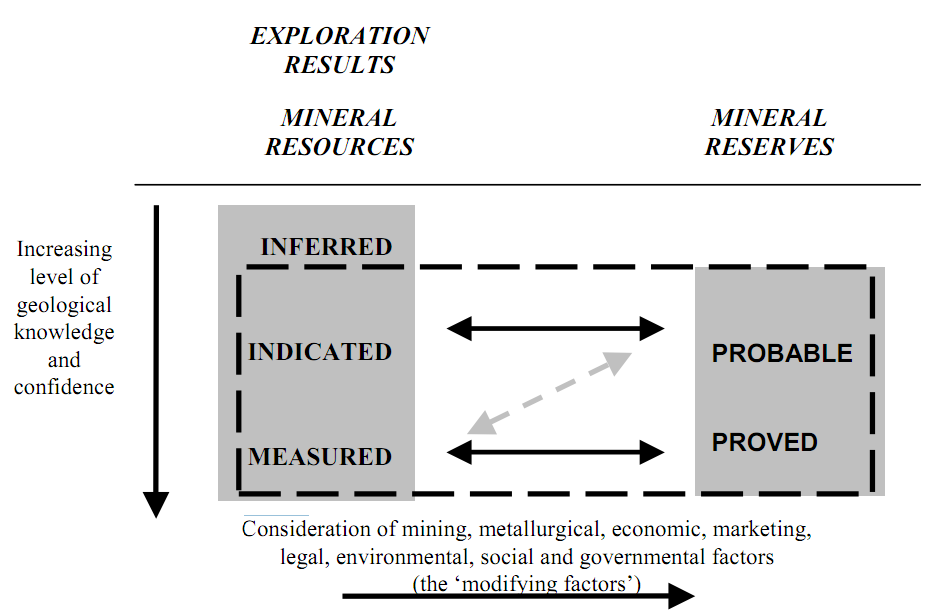 EXPLORATION
RESULTS
MINERAL
RESOURCES
MINERAL
RESERVES
Increasing
level of
geological
knowledge
and
confidence
INFERRED
INDICATED
MEASURED
PROBABLE
PROVED
Consideration of mining, metallurgical, economic, marketing,
legal, environmental, social and governmental factors
(the ‘modifying factors’)